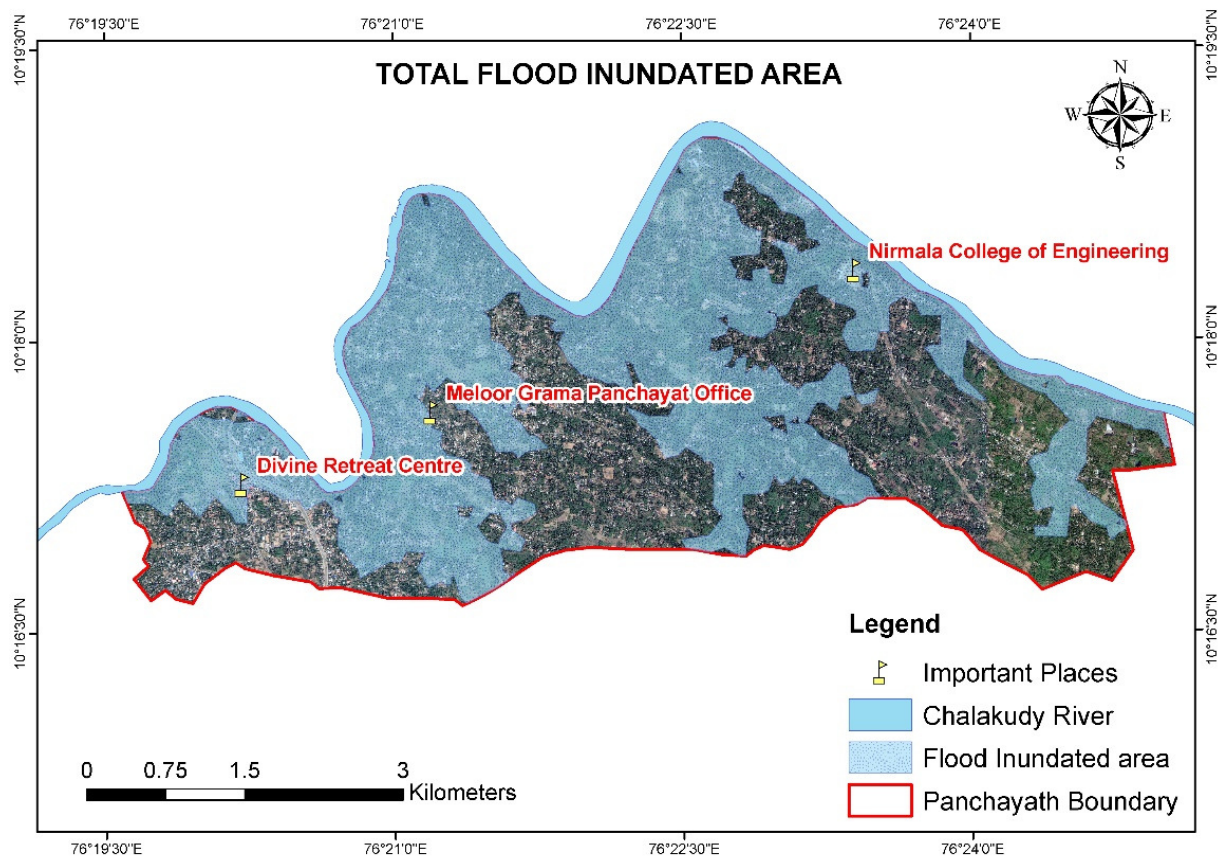 76°19'30"E 76°21'0"E 76°22'30"E 76°24'0"E
10°19'30"N
10°19'30"N
TOTAL FLOOD INUNDATED AREA
N
W E
S
Nirmala College of Engineering
10°18'0"N
10°18'0"N
Meloor Grama Panchayat Office
Divine Retreat Centre
10°16'30"N
10°16'30"N
Legend
Important Places
Chalakudy River
Flood Inundated area
Panchayath Boundary
0 0.75 1.5 3
Kilometers
76°19'30"E 76°21'0"E 76°22'30"E 76°24'0"E